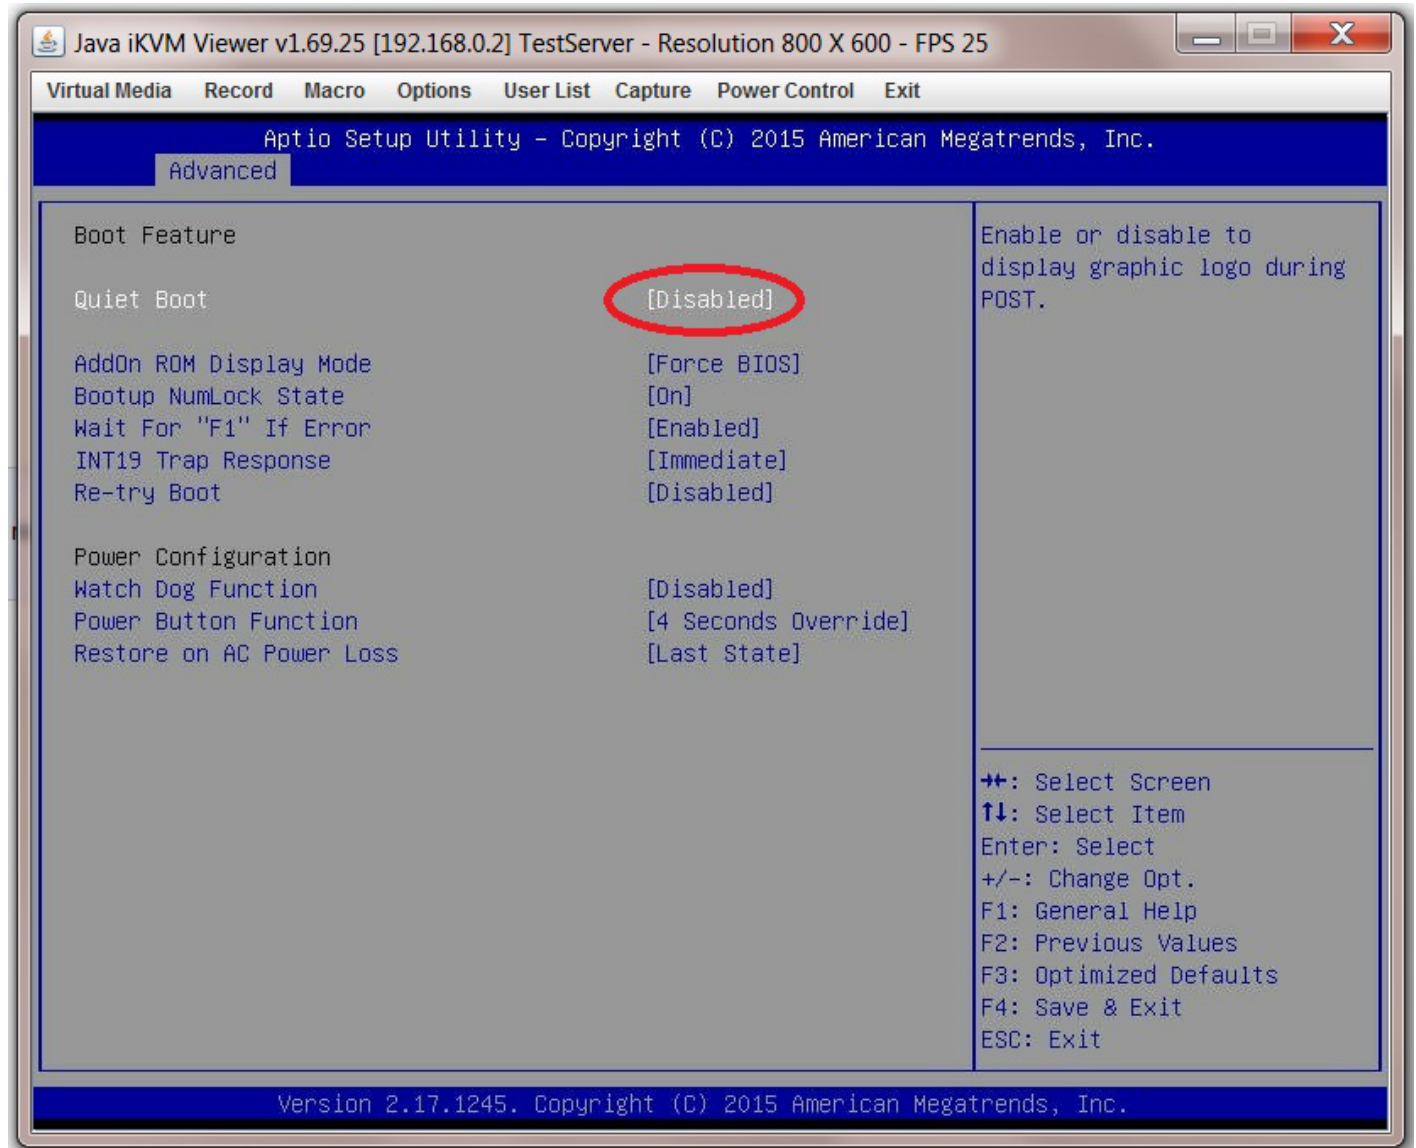 Java iKVM Viewer v1.69.25 [192.168.0.2] TestServer - Resolution 800 X 600 - FPS 25
Virtual Media Record Macro Options User List Capture Power Control Exit
Aptio Setup Utility – Copyright (C) 2015 American Megatrends, Inc.
Advanced
Boot Feature
Quiet Boot [Disabled]
AddOn ROM Display Mode [Force BIOS]
Bootup NumLock State [On]
Wait For "F1" If Error [Enabled]
INT19 Trap Response [Immediate]
Re-try Boot [Disabled]
Power Configuration
Watch Dog Function [Disabled]
Power Button Function [4 Seconds Override]
Restore on AC Power Loss [Last State]
Enable or disable to
display graphic logo during
POST.
→←: Select Screen
↑↓: Select Item
Enter: Select
+/-: Change Opt.
F1: General Help
F2: Previous Values
F3: Optimized Defaults
F4: Save & Exit
ESC: Exit
Version 2.17.1245. Copyright (C) 2015 American Megatrends, Inc.